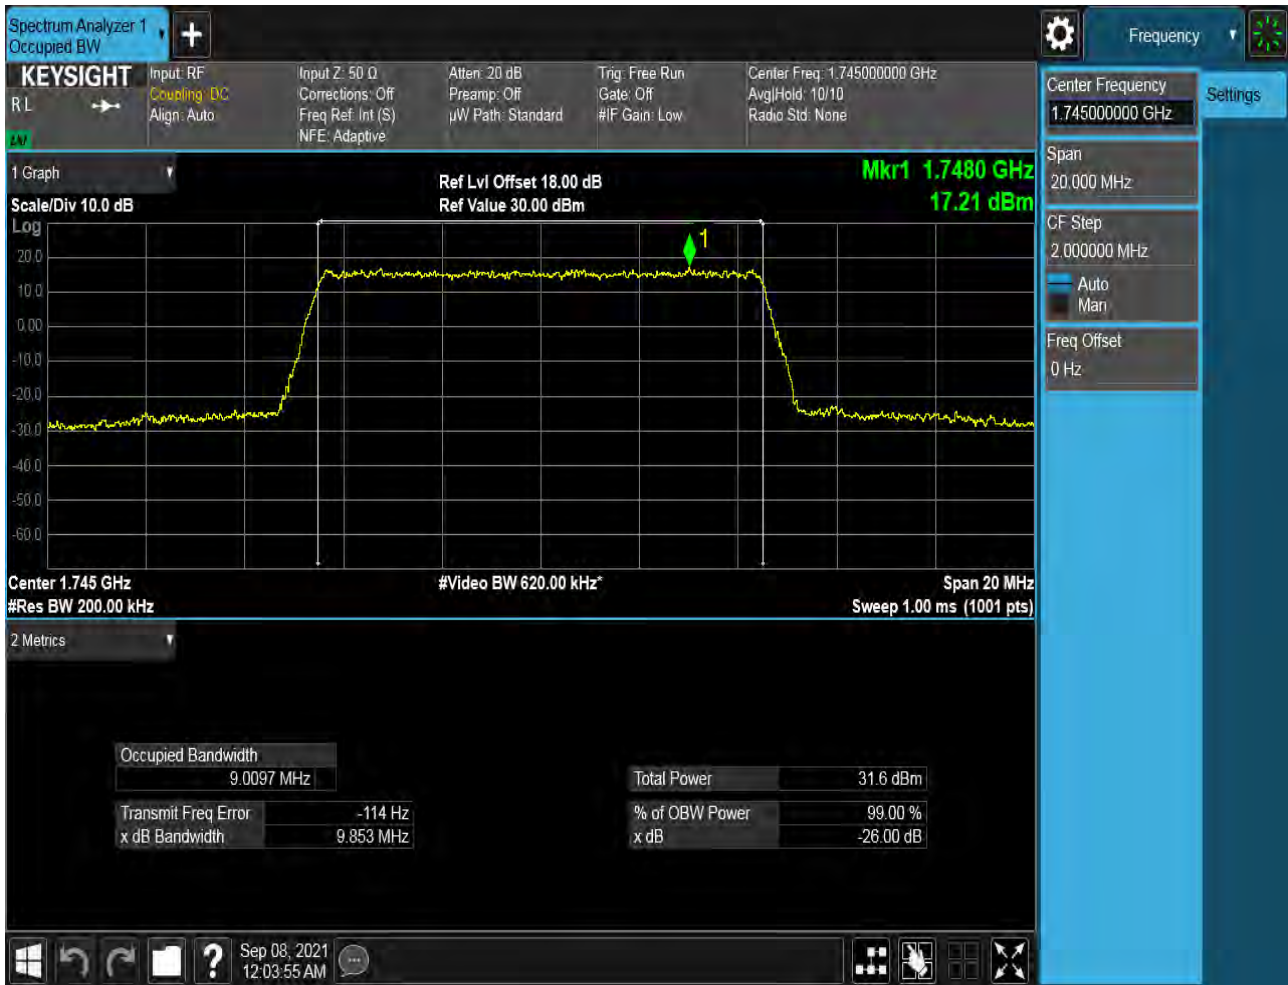 Spectrum Analyzer 1
Occupied BW
Frequency
KEYSIGHT
R L
Input: RF
Coupling: DC
Align: Auto
Input Z: 50 Ω
Corrections: Off
Freq Ref: Int (S)
NFE: Adaptive
Atten: 20 dB
Preamp: Off
µW Path: Standard
Trig: Free Run
Gate: Off
#IF Gain: Low
Center Freq: 1.745000000 GHz
Avg|Hold: 10/10
Radio Std: None
Center Frequency
1.745000000 GHz
Settings
Span
20.000 MHz
CF Step
2.000000 MHz
Auto
Man
Freq Offset
0 Hz
1 Graph
Scale/Div 10.0 dB
Ref Lvl Offset 18.00 dB
Ref Value 30.00 dBm
Mkr1 1.7480 GHz
17.21 dBm
Log
1
20.0
10.0
0.00
-10.0
-20.0
-30.0
-40.0
-50.0
-60.0
Center 1.745 GHz
#Video BW 620.00 kHz*
Span 20 MHz
#Res BW 200.00 kHz
Sweep 1.00 ms (1001 pts)
2 Metrics
Occupied Bandwidth
9.0097 MHz
Total Power 31.6 dBm
Transmit Freq Error -114 Hz
% of OBW Power 99.00 %
x dB Bandwidth 9.853 MHz
x dB -26.00 dB
?
Sep 08, 2021
12:03:55 AM